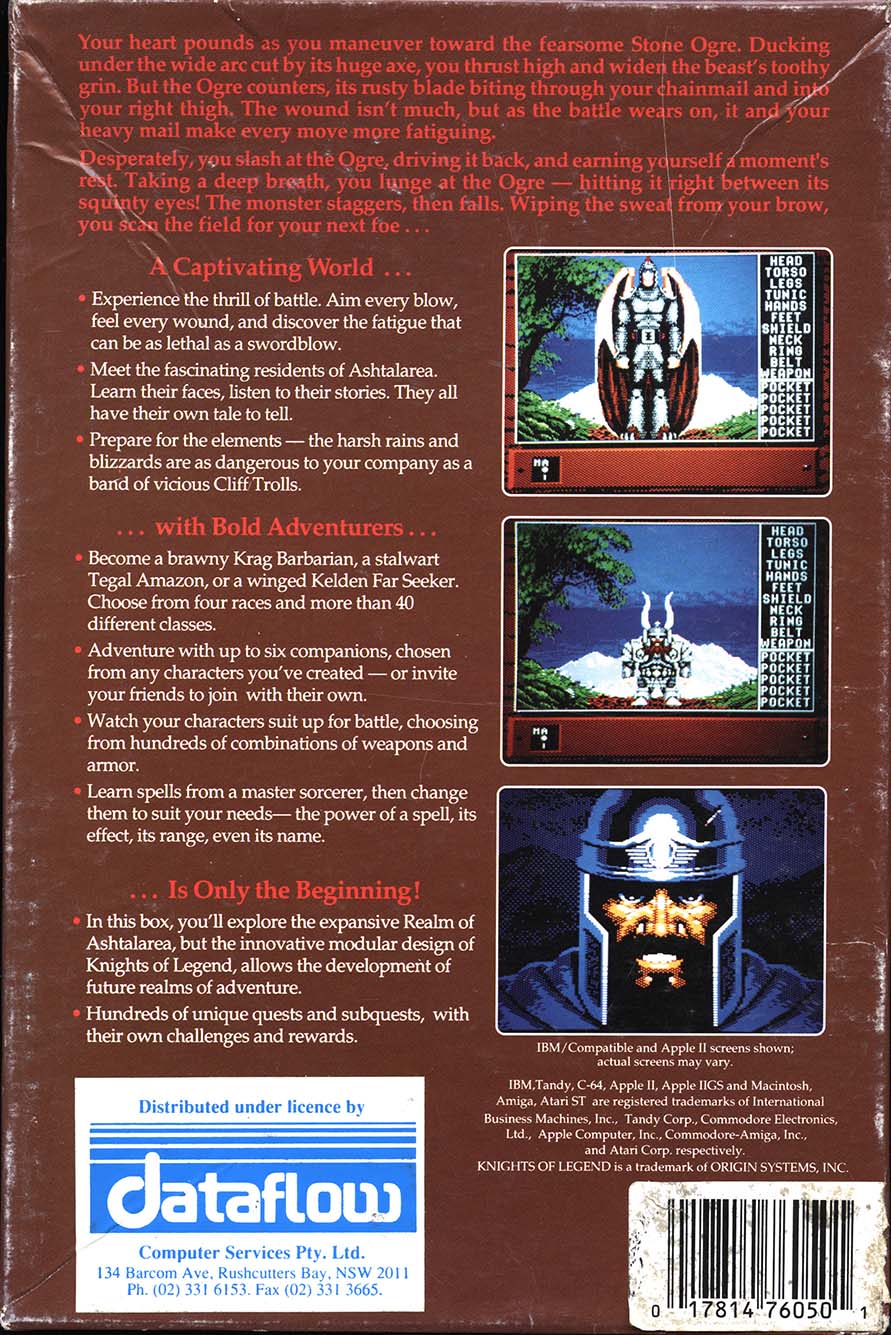 Your heart pounds as you maneuver toward the fearsome Stone Ogre. Ducking
under the wide arc cut by its huge axe, you thrust high and widen the beast's toothy
grin. But the Ogre counters, its rusty blade biting through your chainmail and into
your right thigh. The wound isn't much, but as the battle wears on, it and your
heavy mail make every move more fatiguing.
Desperately, you slash at the Ogre, driving it back, and earning yourself a moment's
rest. Taking a deep breath, you lunge at the Ogre — hitting it right between its
squinty eyes! The monster staggers, then falls. Wiping the sweat from your brow,
you scan the field for your next foe . . .
A Captivating World . . .
• Experience the thrill of battle. Aim every blow,
feel every wound, and discover the fatigue that
can be as lethal as a swordblow.
• Meet the fascinating residents of Ashtalarea.
Learn their faces, listen to their stories. They all
have their own tale to tell.
• Prepare for the elements — the harsh rains and
blizzards are as dangerous to your company as a
band of vicious Cliff Trolls.
. . . with Bold Adventurers . . .
• Become a brawny Krag Barbarian, a stalwart
Tegal Amazon, or a winged Kelden Far Seeker.
Choose from four races and more than 40
different classes.
• Adventure with up to six companions, chosen
from any characters you've created — or invite
your friends to join with their own.
• Watch your characters suit up for battle, choosing
from hundreds of combinations of weapons and
armor.
• Learn spells from a master sorcerer, then change
them to suit your needs— the power of a spell, its
effect, its range, even its name.
. . . Is Only the Beginning!
• In this box, you'll explore the expansive Realm of
Ashtalarea, but the innovative modular design of
Knights of Legend, allows the development of
future realms of adventure.
• Hundreds of unique quests and subquests, with
their own challenges and rewards.
HEAD
TORSO
LEGS
TUNIC
HANDS
FEET
SHIELD
NECK
RING
BELT
WEAPON
POCKET
POCKET
POCKET
POCKET
POCKET
MA
HEAD
TORSO
LEGS
TUNIC
HANDS
FEET
SHIELD
NECK
RING
BELT
WEAPON
POCKET
POCKET
POCKET
POCKET
POCKET
MA
IBM/Compatible and Apple II screens shown;
actual screens may vary.
IBM,Tandy, C-64, Apple II, Apple IIGS and Macintosh,
Amiga, Atari ST are registered trademarks of International
Business Machines, Inc., Tandy Corp., Commodore Electronics,
Ltd., Apple Computer, Inc., Commodore-Amiga, Inc.,
and Atari Corp. respectively.
KNIGHTS OF LEGEND is a trademark of ORIGIN SYSTEMS, INC.
Distributed under licence by
dataflow
Computer Services Pty. Ltd.
134 Barcom Ave, Rushcutters Bay, NSW 2011
Ph. (02) 331 6153. Fax (02) 331 3665.
0 17814 76050 1